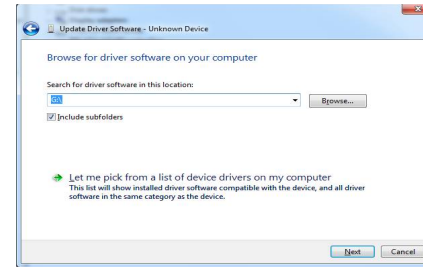 Update Driver Software - Unknown Device
Browse for driver software on your computer
Search for driver software in this location:
G:\
Browse...
Include subfolders
Let me pick from a list of device drivers on my computer
This list will show installed driver software compatible with the device, and all driver
software in the same category as the device.
Next
Cancel